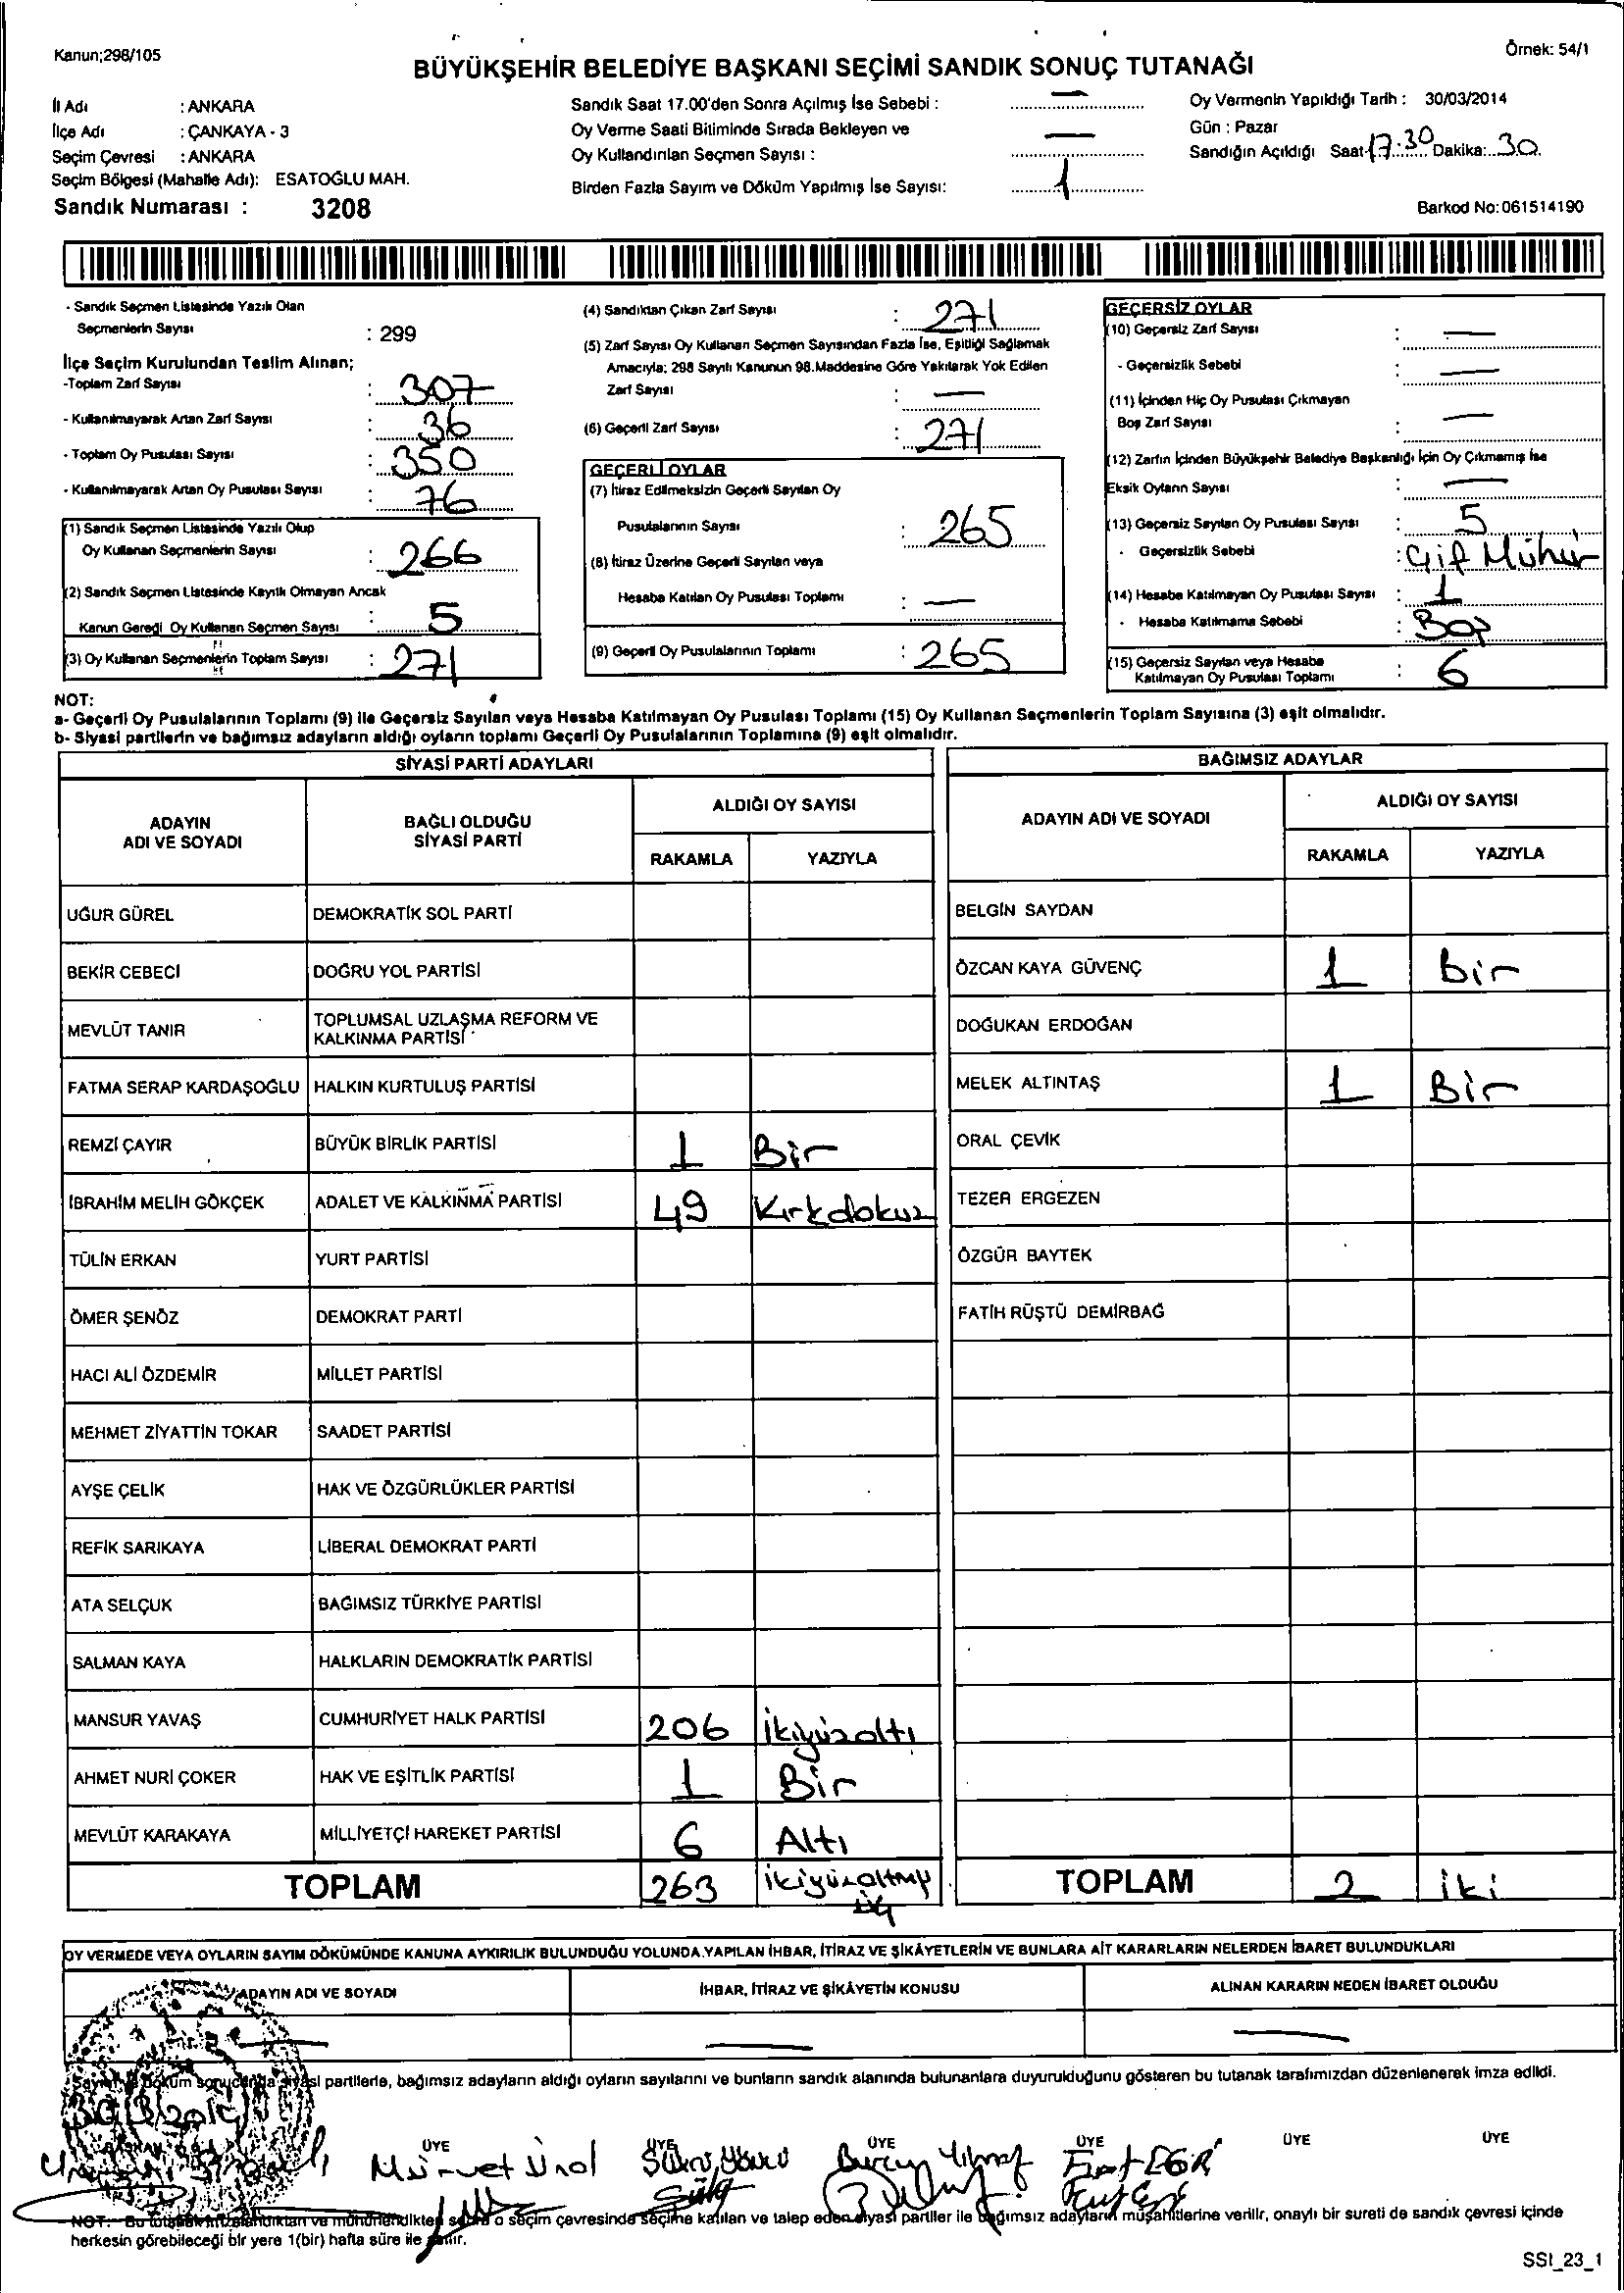 Kanun;298/105
Örnek: 54/1
BÜYÜKŞEHİR BELEDİYE BAŞKANI SEÇİMİ SANDIK SONUÇ TUTANAĞI
İl Adı : ANKARA
İlçe Adı : ÇANKAYA - 3
Seçim Çevresi : ANKARA
Seçim Bölgesi (Mahalle Adı): ESATOĞLU MAH.
Sandık Numarası : 3208
Sandık Saat 17.00'den Sonra Açılmış İse Sebebi : —
Oy Verme Saati Bitiminde Sırada Bekleyen ve
Oy Kullandırılan Seçmen Sayısı : —
Birden Fazla Sayım ve Döküm Yapılmış İse Sayısı: 1
Oy Vermenin Yapıldığı Tarih : 30/03/2014
Gün : Pazar
Sandığın Açıldığı Saat 17:30 Dakika: 30
Barkod No:061514190
- Sandık Seçmen Listesinde Yazılı Olan
Seçmenlerin Sayısı : 299
İlçe Seçim Kurulundan Teslim Alınan;
-Toplam Zarf Sayısı : 307
- Kullanılmayarak Artan Zarf Sayısı : 36
- Toplam Oy Pusulası Sayısı : 350
- Kullanılmayarak Artan Oy Pusulası Sayısı : 76
(1) Sandık Seçmen Listesinde Yazılı Olup
Oy Kullanan Seçmenlerin Sayısı : 266
(2) Sandık Seçmen Listesinde Kayıtlı Olmayan Ancak
Kanun Gereği Oy Kullanan Seçmen Sayısı : 5
(3) Oy Kullanan Seçmenlerin Toplam Sayısı : 271
(4) Sandıktan Çıkan Zarf Sayısı : 271
(5) Zarf Sayısı Oy Kullanan Seçmen Sayısından Fazla İse, Eşitliği Sağlamak
Amacıyla; 298 Sayılı Kanunun 98.Maddesine Göre Yakılarak Yok Edilen
Zarf Sayısı : —
(6) Geçerli Zarf Sayısı : 271
GEÇERLİ OYLAR
(7) İtiraz Edilmeksizin Geçerli Sayılan Oy
Pusulalarının Sayısı : 265
(8) İtiraz Üzerine Geçerli Sayılan veya
Hesaba Katılan Oy Pusulası Toplamı : —
(9) Geçerli Oy Pusulalarının Toplamı : 265
GEÇERSİZ OYLAR
(10) Geçersiz Zarf Sayısı : —
- Geçersizlik Sebebi : —
(11) İçinden Hiç Oy Pusulası Çıkmayan
Boş Zarf Sayısı : —
(12) Zarfın İçinden Büyükşehir Belediye Başkanlığı İçin Oy Çıkmamış İse
Eksik Oyların Sayısı : —
(13) Geçersiz Sayılan Oy Pusulası Sayısı : 5
- Geçersizlik Sebebi : Çift Mühür
(14) Hesaba Katılmayan Oy Pusulası Sayısı : 1
- Hesaba Katılmama Sebebi : Boş
(15) Geçersiz Sayılan veya Hesaba
Katılmayan Oy Pusulası Toplamı : 6
NOT:
a- Geçerli Oy Pusulalarının Toplamı (9) ile Geçersiz Sayılan veya Hesaba Katılmayan Oy Pusulası Toplamı (15) Oy Kullanan Seçmenlerin Toplam Sayısına (3) eşit olmalıdır.
b- Siyasi partilerin ve bağımsız adayların aldığı oyların toplamı Geçerli Oy Pusulalarının Toplamına (9) eşit olmalıdır.
SİYASİ PARTİ ADAYLARI
ADAYIN ADI VE SOYADI
BAĞLI OLDUĞU SİYASİ PARTİ
ALDIĞI OY SAYISI
RAKAMLA YAZIYLA
UĞUR GÜREL DEMOKRATİK SOL PARTİ
BEKİR CEBECİ DOĞRU YOL PARTİSİ
MEVLÜT TANIR TOPLUMSAL UZLAŞMA REFORM VE KALKINMA PARTİSİ
FATMA SERAP KARDAŞOĞLU HALKIN KURTULUŞ PARTİSİ
REMZİ ÇAYIR BÜYÜK BİRLİK PARTİSİ 1 Bir
İBRAHİM MELİH GÖKÇEK ADALET VE KALKINMA PARTİSİ 49 Kırkdokuz
TÜLİN ERKAN YURT PARTİSİ
ÖMER ŞENÖZ DEMOKRAT PARTİ
HACI ALİ ÖZDEMİR MİLLET PARTİSİ
MEHMET ZİYATTİN TOKAR SAADET PARTİSİ
AYŞE ÇELİK HAK VE ÖZGÜRLÜKLER PARTİSİ
REFİK SARIKAYA LİBERAL DEMOKRAT PARTİ
ATA SELÇUK BAĞIMSIZ TÜRKİYE PARTİSİ
SALMAN KAYA HALKLARIN DEMOKRATİK PARTİSİ
MANSUR YAVAŞ CUMHURİYET HALK PARTİSİ 206 İkiyüzaltı
AHMET NURİ ÇOKER HAK VE EŞİTLİK PARTİSİ 1 Bir
MEVLÜT KARAKAYA MİLLİYETÇİ HAREKET PARTİSİ 6 Altı
TOPLAM 263 ikiyüzaltmış üç
BAĞIMSIZ ADAYLAR
ADAYIN ADI VE SOYADI
ALDIĞI OY SAYISI
RAKAMLA YAZIYLA
BELGİN SAYDAN
ÖZCAN KAYA GÜVENÇ 1 bir
DOĞUKAN ERDOĞAN
MELEK ALTINTAŞ 1 Bir
ORAL ÇEVİK
TEZER ERGEZEN
ÖZGÜR BAYTEK
FATİH RÜŞTÜ DEMİRBAĞ
TOPLAM 2 iki
OY VERMEDE VEYA OYLARIN SAYIM DÖKÜMÜNDE KANUNA AYKIRILIK BULUNDUĞU YOLUNDA YAPILAN İHBAR, İTİRAZ VE ŞİKÂYETLERİN VE BUNLARA AİT KARARLARIN NELERDEN İBARET BULUNDUKLARI
ADAYIN ADI VE SOYADI
İHBAR, İTİRAZ VE ŞİKÂYETİN KONUSU
ALINAN KARARIN NEDEN İBARET OLDUĞU
— — —
Sayım ve döküm sonucunda siyasi partilerle, bağımsız adayların aldığı oyların sayılarını ve bunların sandık alanında bulunanlara duyurulduğunu gösteren bu tutanak tarafımızdan düzenlenerek imza edildi.
BAŞKAN ÜYE ÜYE ÜYE ÜYE ÜYE ÜYE
Mürvet Ünal
Burcu Yılmaz
NOT: Bu tutanak imzalandıktan ve mühürlendikten sonra o seçim çevresinde seçime katılan ve talep eden siyasi partiler ile bağımsız adayların müşahitlerine verilir, onaylı bir sureti de sandık çevresi içinde
herkesin görebileceği bir yere 1(bir) hafta süre ile asılır.
SSI_23_1